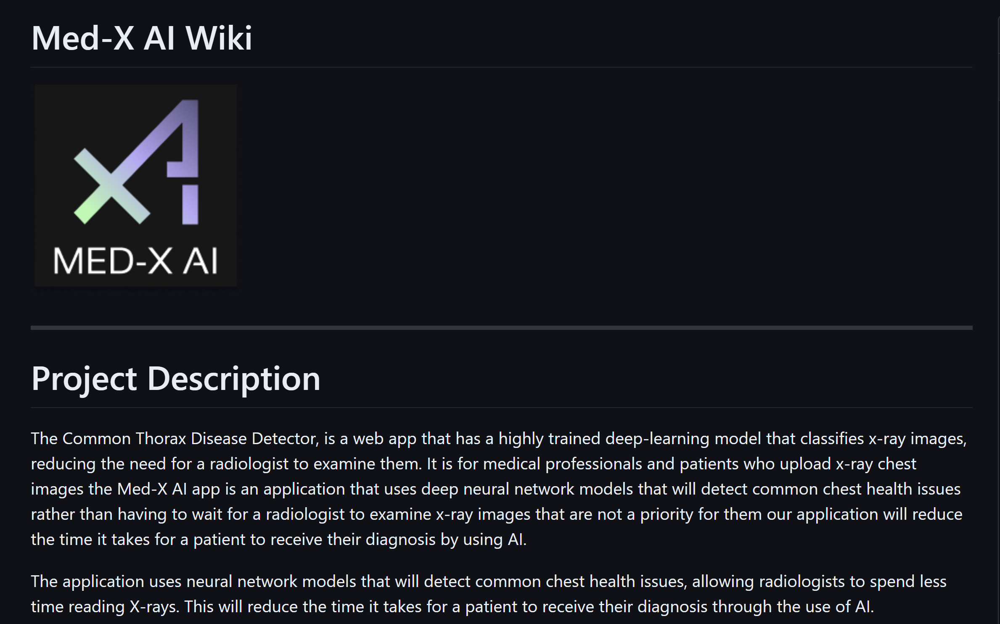 Med-X AI Wiki
MED-X AI
Project Description
The Common Thorax Disease Detector, is a web app that has a highly trained deep-learning model that classifies x-ray images,
reducing the need for a radiologist to examine them. It is for medical professionals and patients who upload x-ray chest
images the Med-X AI app is an application that uses deep neural network models that will detect common chest health issues
rather than having to wait for a radiologist to examine x-ray images that are not a priority for them our application will reduce
the time it takes for a patient to receive their diagnosis by using AI.
The application uses neural network models that will detect common chest health issues, allowing radiologists to spend less
time reading X-rays. This will reduce the time it takes for a patient to receive their diagnosis through the use of AI.